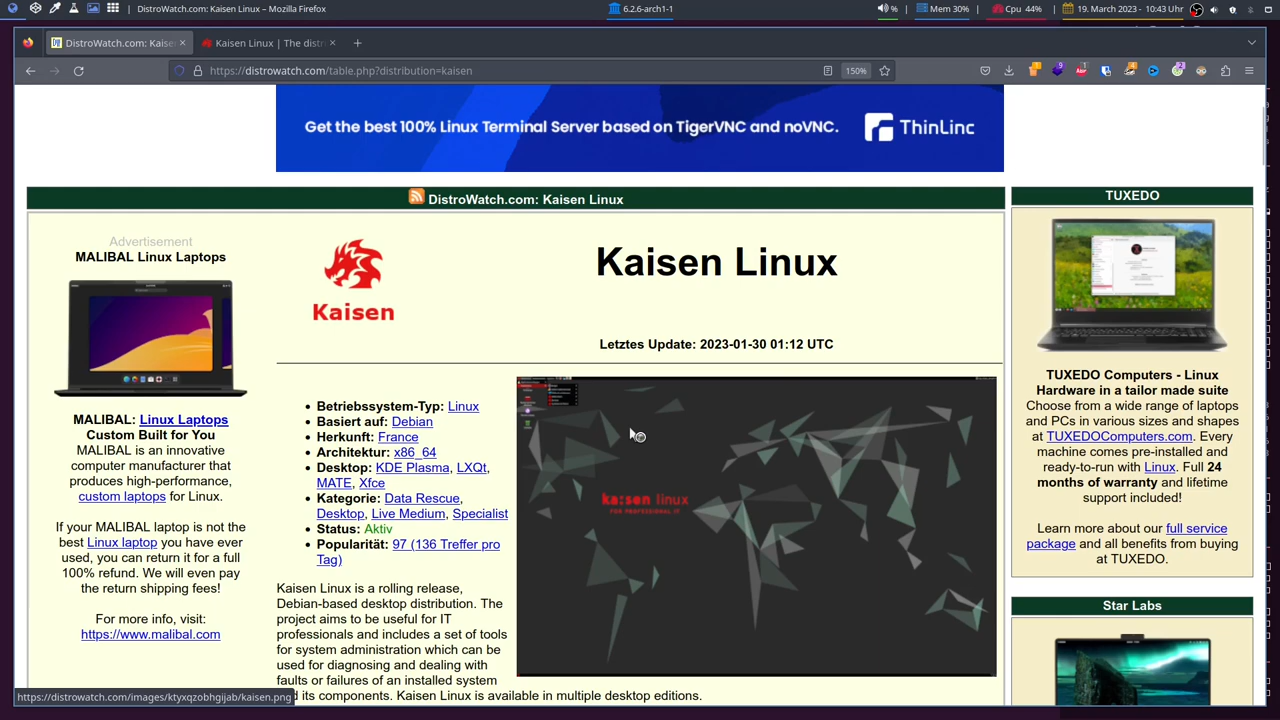 DistroWatch.com: Kaisen Linux – Mozilla Firefox
6.2.6-arch1-1
%
Mem 30%
Cpu 44%
19. March 2023 - 10:43 Uhr
DistroWatch.com: Kaise
Kaisen Linux | The distr
https://distrowatch.com/table.php?distribution=kaisen
150%
Get the best 100% Linux Terminal Server based on TigerVNC and noVNC.
ThinLinc
DistroWatch.com: Kaisen Linux
Advertisement
MALIBAL Linux Laptops
MALIBAL: Linux Laptops
Custom Built for You
MALIBAL is an innovative
computer manufacturer that
produces high-performance,
custom laptops for Linux.
If your MALIBAL laptop is not the
best Linux laptop you have ever
used, you can return it for a full
100% refund. We will even pay
the return shipping fees!
For more info, visit:
https://www.malibal.com
Kaisen
Kaisen Linux
Letztes Update: 2023-01-30 01:12 UTC
Betriebssystem-Typ: Linux
Basiert auf: Debian
Herkunft: France
Architektur: x86_64
Desktop: KDE Plasma, LXQt,
MATE, Xfce
Kategorie: Data Rescue,
Desktop, Live Medium, Specialist
Status: Aktiv
Popularität: 97 (136 Treffer pro
Tag)
kaisen linux
FOR PROFESSIONAL IT
Kaisen Linux is a rolling release,
Debian-based desktop distribution. The
project aims to be useful for IT
professionals and includes a set of tools
for system administration which can be
used for diagnosing and dealing with
faults or failures of an installed system
its components. Kaisen Linux is available in multiple desktop editions.
TUXEDO
TUXEDO Computers - Linux
Hardware in a tailor made suite
Choose from a wide range of laptops
and PCs in various sizes and shapes
at TUXEDOComputers.com. Every
machine comes pre-installed and
ready-to-run with Linux. Full 24
months of warranty and lifetime
support included!
Learn more about our full service
package and all benefits from buying
at TUXEDO.
Star Labs
https://distrowatch.com/images/ktyxqzobhgijjab/kaisen.png